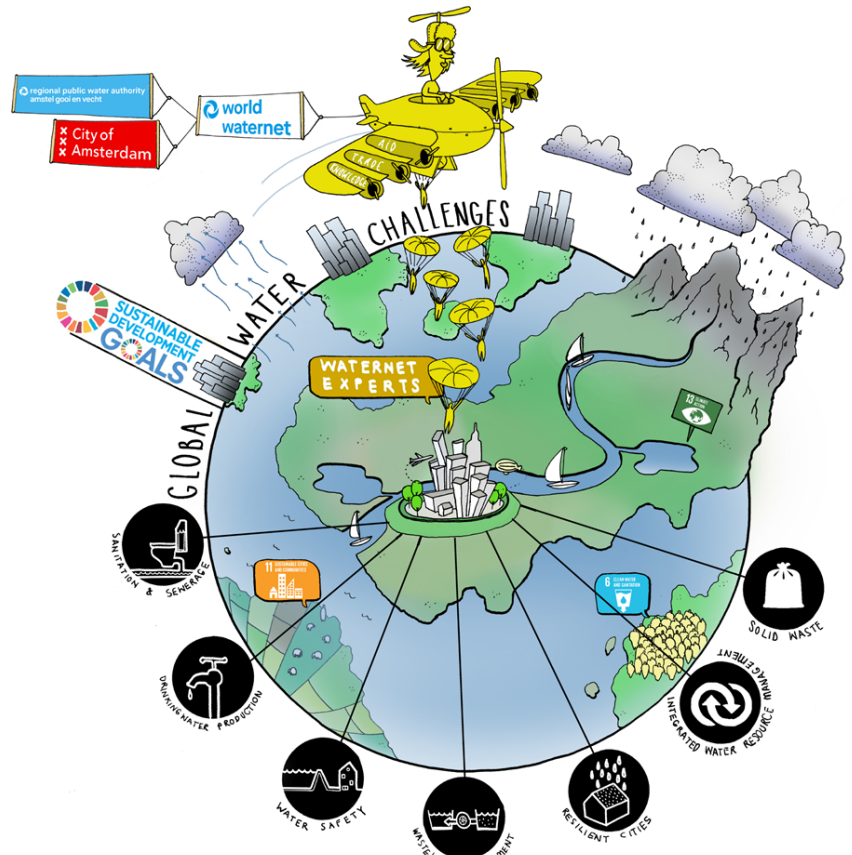 regional public water authority
amstel gooi en vecht
City of
Amsterdam
world
waternet
AID
TRADE
KNOWLEDGE
GLOBAL WATER CHALLENGES
SUSTAINABLE
DEVELOPMENT
GOALS
WATERNET
EXPERTS
13 CLIMATE
ACTION
11 SUSTAINABLE CITIES
AND COMMUNITIES
6 CLEAN WATER
AND SANITATION
SANITATION & SEWERAGE
DRINKINGWATER PRODUCTION
WATER SAFETY
RESILIENT CITIES
INTEGRATED WATER RESOURCE MANAGEMENT
SOLID WASTE